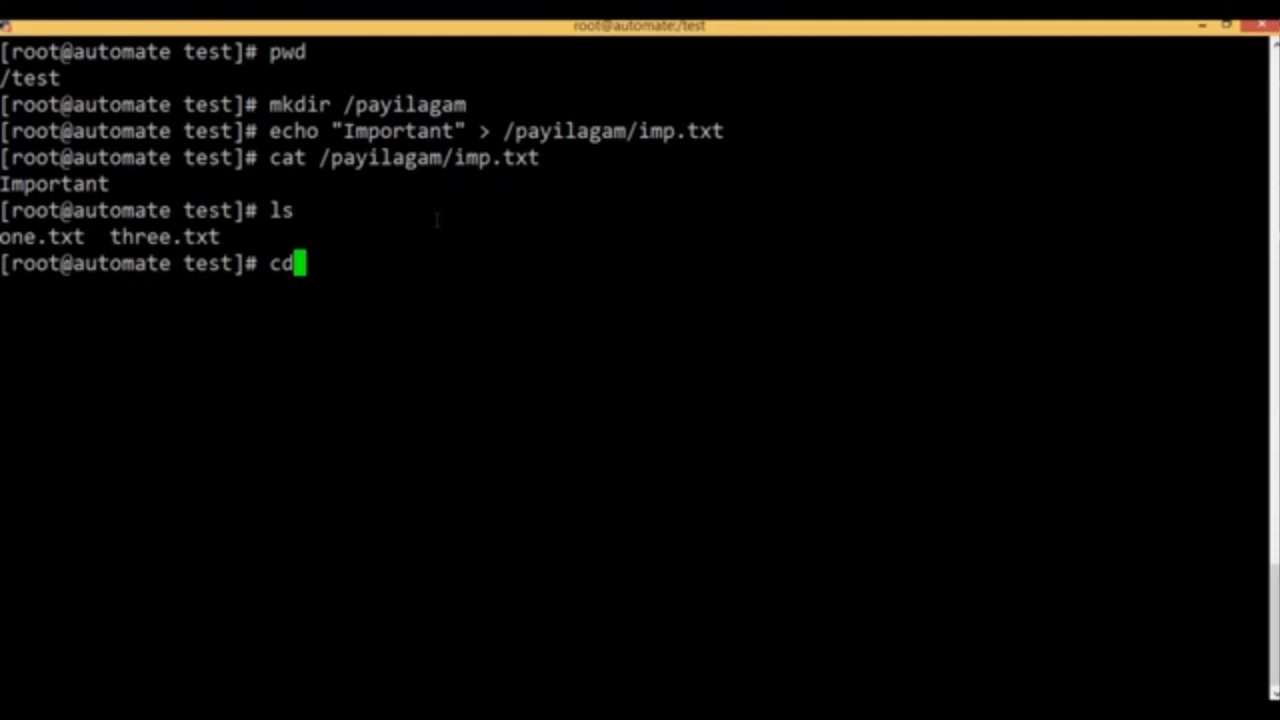 root@automate:/test
[root@automate test]# pwd
/test
[root@automate test]# mkdir /payilagam
[root@automate test]# echo "Important" > /payilagam/imp.txt
[root@automate test]# cat /payilagam/imp.txt
Important
[root@automate test]# ls
one.txt  three.txt
[root@automate test]# cd